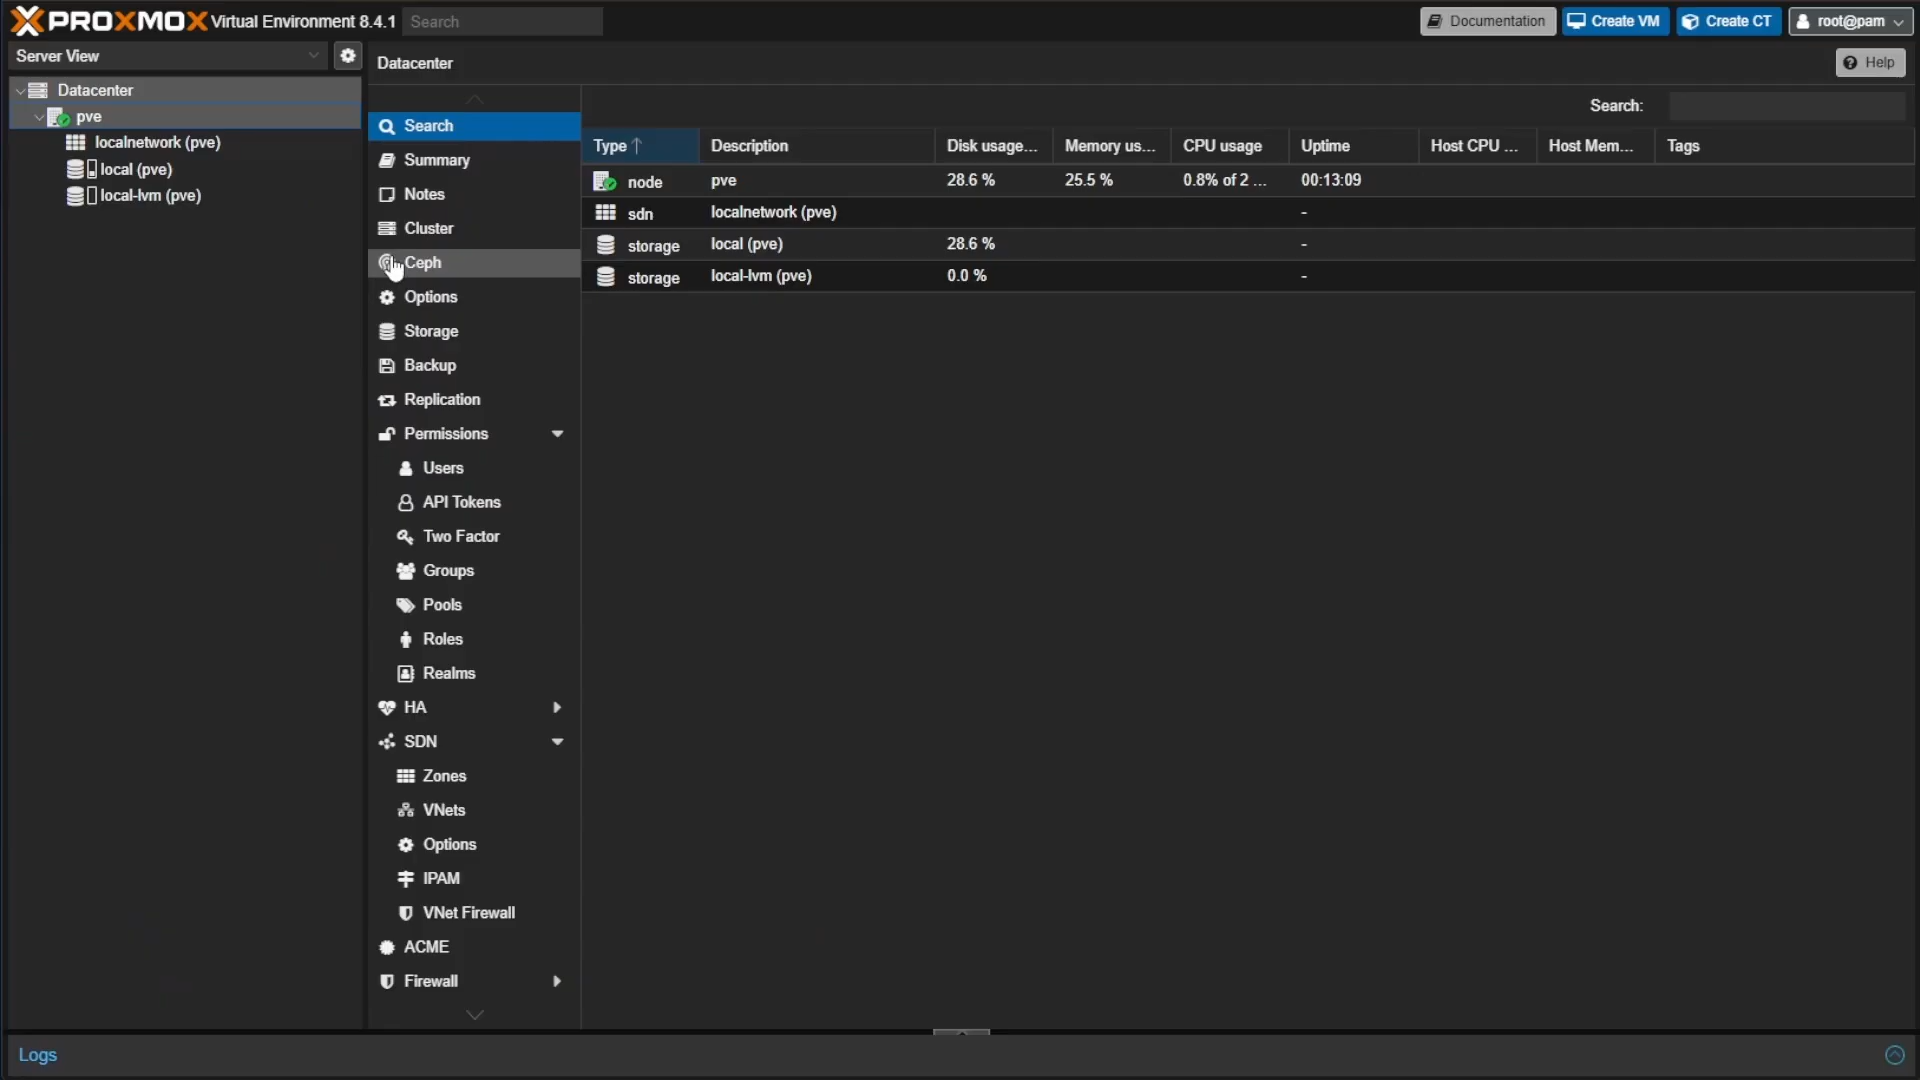 PROXMOX Virtual Environment 8.4.1 Search Documentation Create VM Create CT root@pam
Server View
Datacenter
pve
localnetwork (pve)
local (pve)
local-lvm (pve)
Datacenter Help
Search
Summary
Notes
Cluster
Ceph
Options
Storage
Backup
Replication
Permissions
Users
API Tokens
Two Factor
Groups
Pools
Roles
Realms
HA
SDN
Zones
VNets
Options
IPAM
VNet Firewall
ACME
Firewall
Search:
Type Description Disk usage... Memory us... CPU usage Uptime Host CPU ... Host Mem... Tags
node pve 28.6 % 25.5 % 0.8% of 2 ... 00:13:09
sdn localnetwork (pve) -
storage local (pve) 28.6 % -
storage local-lvm (pve) 0.0 % -
Logs